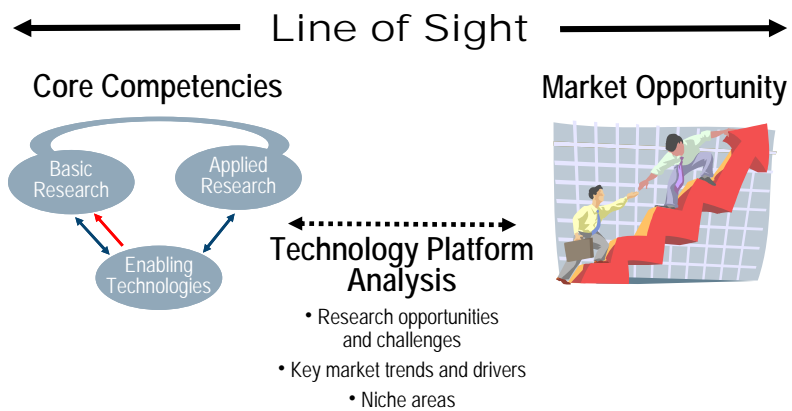 Line of Sight
Core Competencies
Basic
Research
Applied
Research
Enabling
Technologies
Technology Platform
Analysis
• Research opportunities
and challenges
• Key market trends and drivers
• Niche areas
Market Opportunity